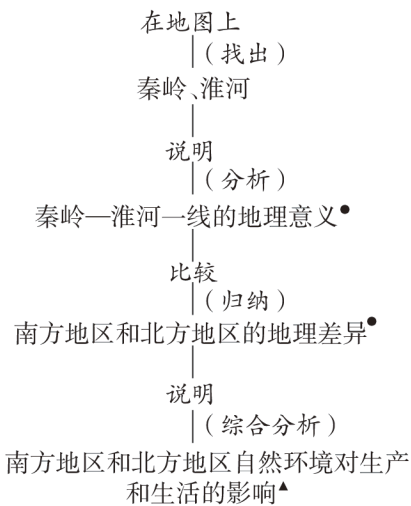 在地图上
（找出）
秦岭、淮河
说明
（分析）
秦岭—淮河一线的地理意义●
比较
（归纳）
南方地区和北方地区的地理差异●
说明
（综合分析）
南方地区和北方地区自然环境对生产
和生活的影响▲